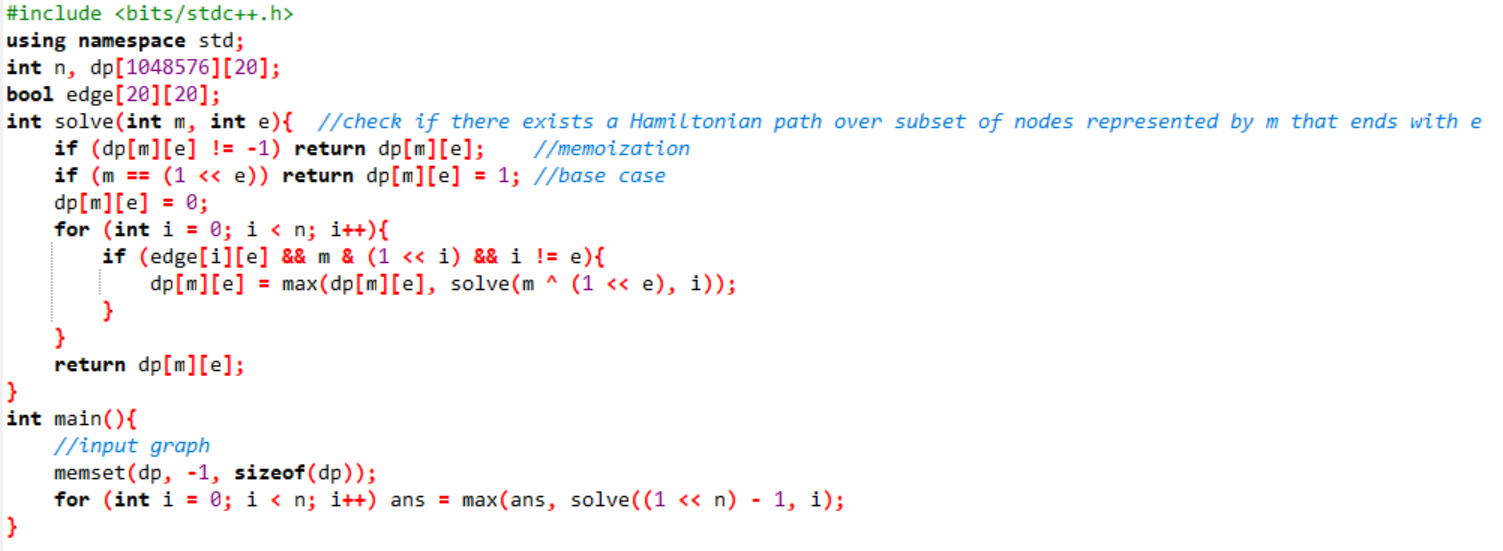 #include <bits/stdc++.h>
using namespace std;
int n, dp[1048576][20];
bool edge[20][20];
int solve(int m, int e){  //check if there exists a Hamiltonian path over subset of nodes represented by m that ends with e
    if (dp[m][e] != -1) return dp[m][e];    //memoization
    if (m == (1 << e)) return dp[m][e] = 1; //base case
    dp[m][e] = 0;
    for (int i = 0; i < n; i++){
        if (edge[i][e] && m & (1 << i) && i != e){
            dp[m][e] = max(dp[m][e], solve(m ^ (1 << e), i));
        }
    }
    return dp[m][e];
}
int main(){
    //input graph
    memset(dp, -1, sizeof(dp));
    for (int i = 0; i < n; i++) ans = max(ans, solve((1 << n) - 1, i);
}